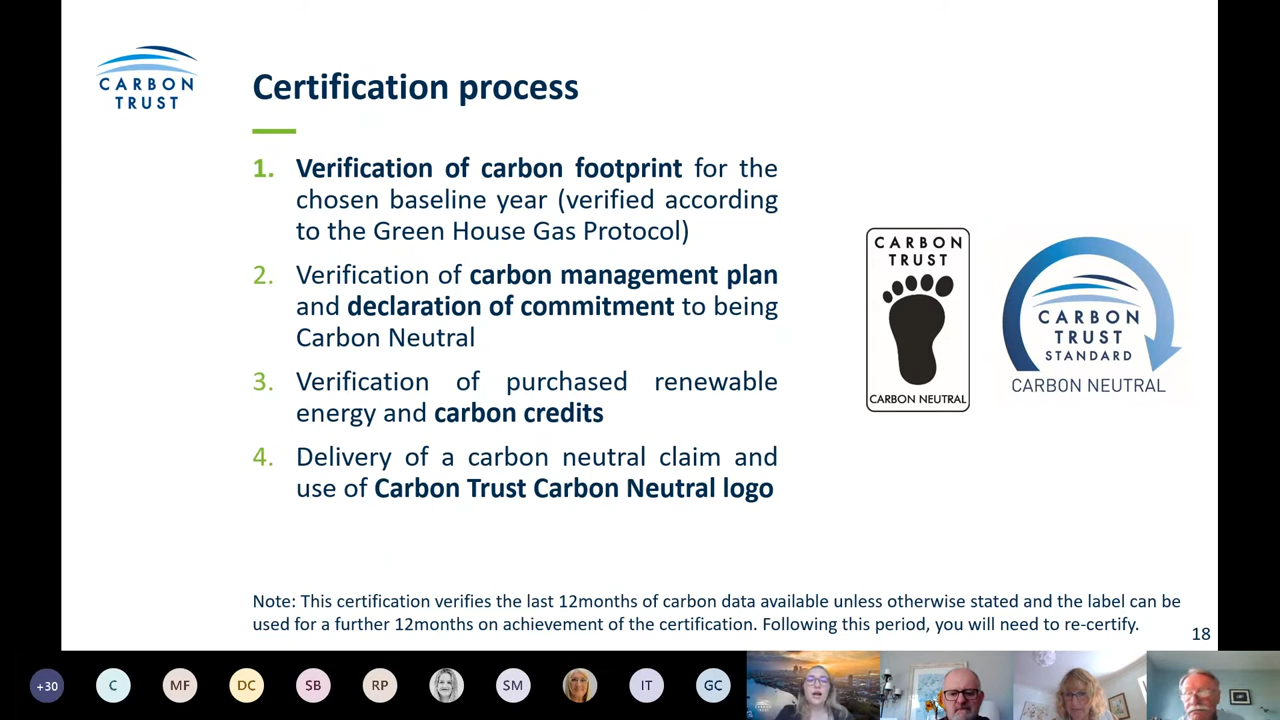 CARBON
TRUST
Certification process
1. Verification of carbon footprint for the
chosen baseline year (verified according
to the Green House Gas Protocol)
2. Verification of carbon management plan
and declaration of commitment to being
Carbon Neutral
3. Verification of purchased renewable
energy and carbon credits
4. Delivery of a carbon neutral claim and
use of Carbon Trust Carbon Neutral logo
CARBON
TRUST
CARBON NEUTRAL
CARBON
TRUST
STANDARD
CARBON NEUTRAL
Note: This certification verifies the last 12months of carbon data available unless otherwise stated and the label can be
used for a further 12months on achievement of the certification. Following this period, you will need to re-certify.
18
+30 C MF DC SB RP SM IT GC
CARBON
TRUST